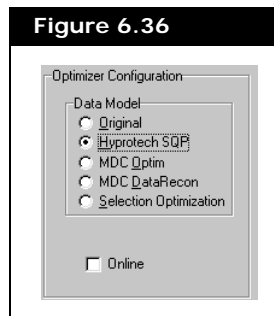 Figure 6.36
Optimizer Configuration
Data Model
Original
Hyprotech SQP
MDC Optim
MDC DataRecon
Selection Optimization
Online